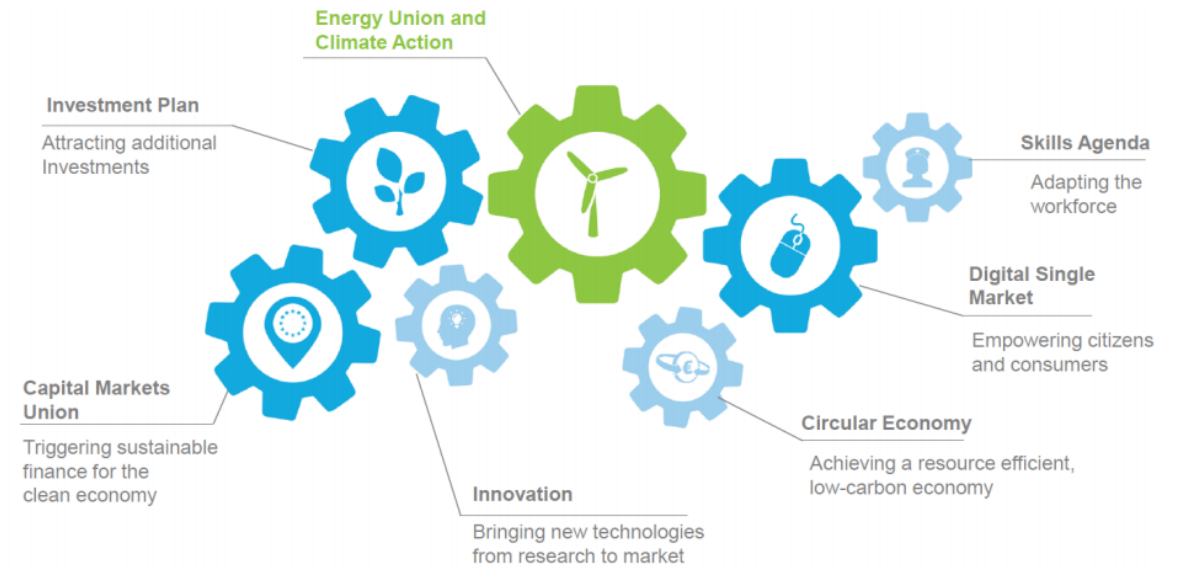 Energy Union and
Climate Action
Investment Plan
Attracting additional
Investments
Skills Agenda
Adapting the
workforce
Digital Single
Market
Empowering citizens
and consumers
Capital Markets
Union
Triggering sustainable
finance for the
clean economy
Circular Economy
Achieving a resource efficient,
low-carbon economy
Innovation
Bringing new technologies
from research to market
€